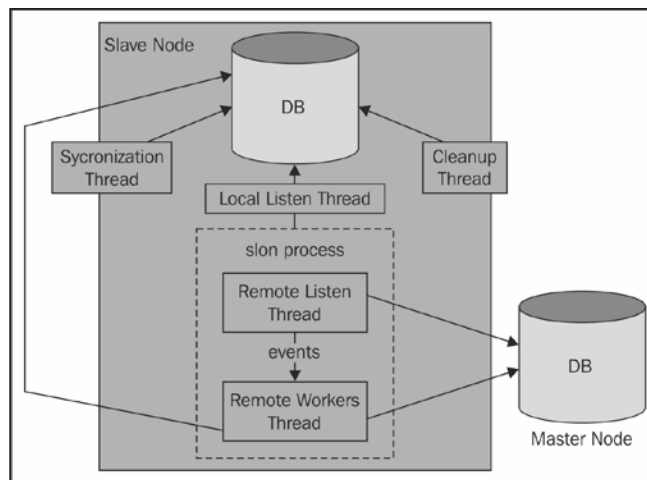 Slave Node
DB
Sycronization
Thread
Cleanup
Thread
Local Listen Thread
slon process
Remote Listen
Thread
events
Remote Workers
Thread
DB
Master Node